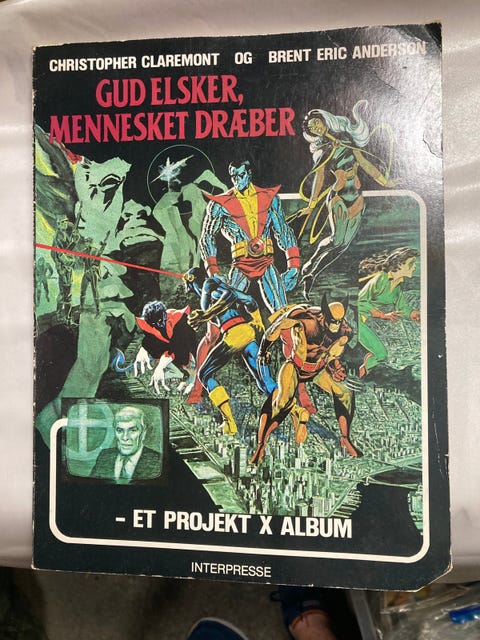 CHRISTOPHER CLAREMONT OG BRENT ERIC ANDERSON
GUD ELSKER,
MENNESKET DRÆBER
- ET PROJEKT X ALBUM
INTERPRESSE